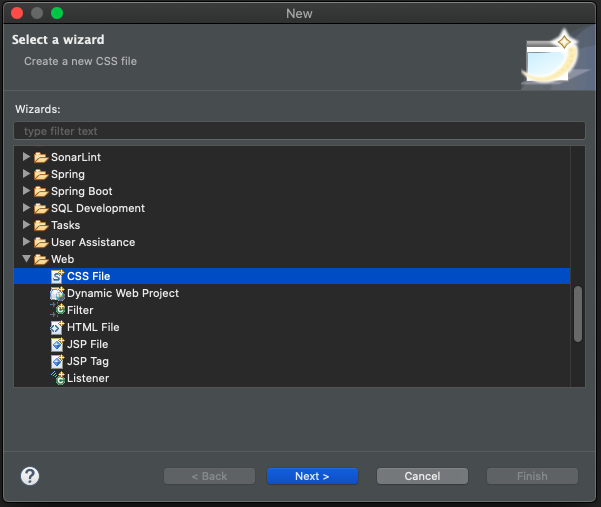 New
Select a wizard
Create a new CSS file
Wizards:
type filter text
SonarLint
Spring
Spring Boot
SQL Development
Tasks
User Assistance
Web
CSS File
Dynamic Web Project
Filter
HTML File
JSP File
JSP Tag
Listener
? < Back Next > Cancel Finish